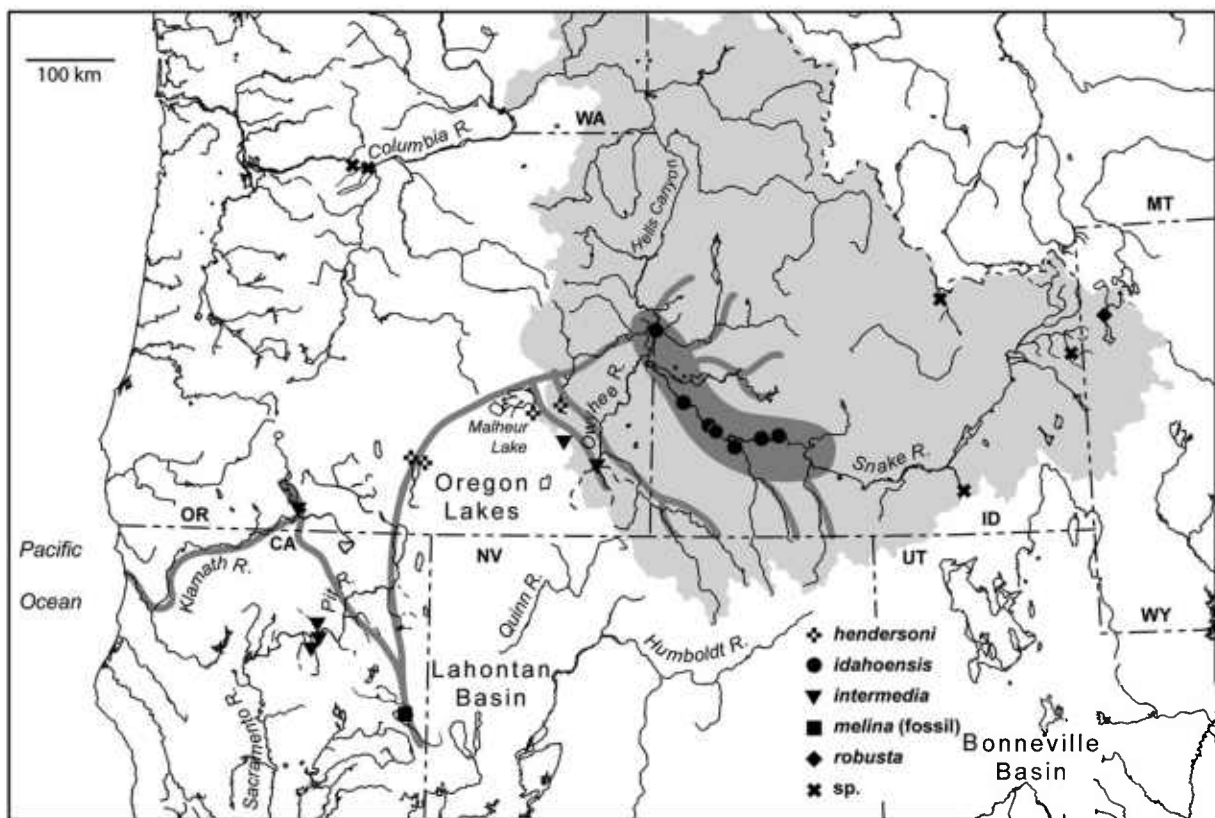 100 km
WA
Columbia R.
Hells Canyon
MT
Owyhee R.
Malheur
Lake
Snake R.
Oregon
Lakes
OR
ID
Pacific
CA
NV
UT
Klamath R.
Pit R.
Quinn R.
Ocean
WY
Humboldt R.
hendersoni
Lahontan
Basin
idahoensis
intermedia
Sacramento R.
melina (fossil)
Bonneville
Basin
robusta
sp.